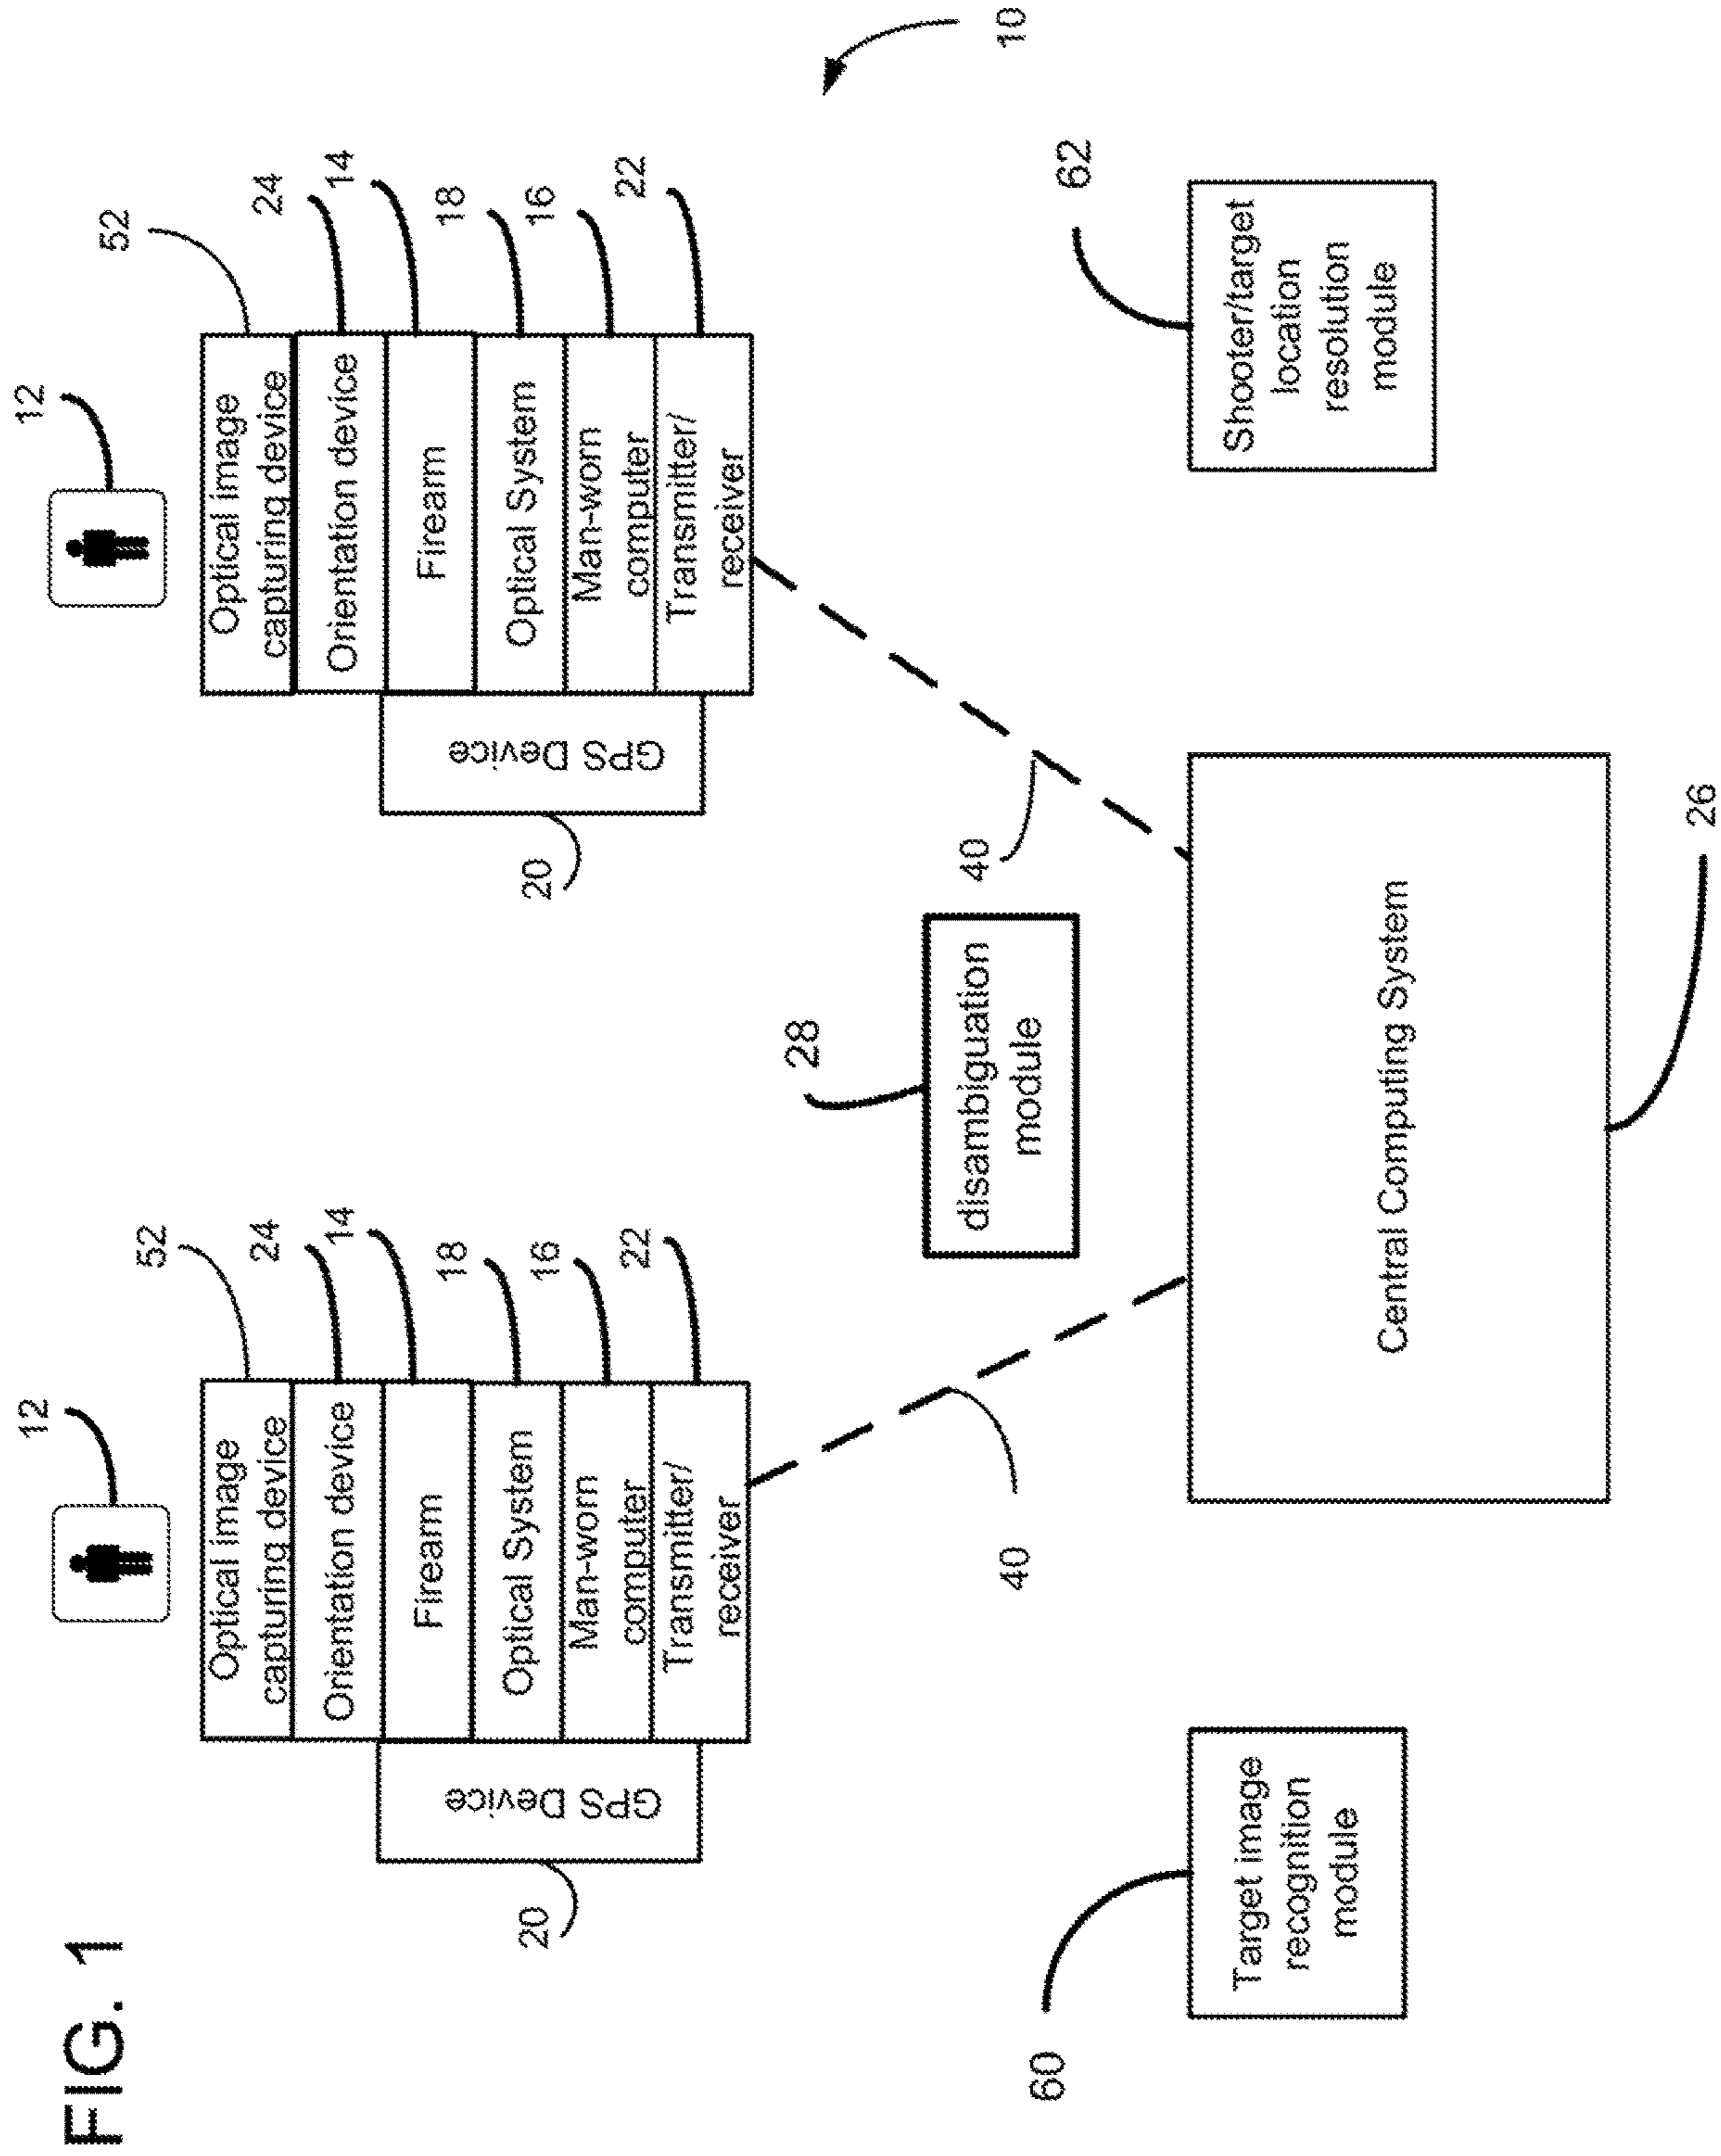 FIG. 1
12
Optical image
capturing device
52
Orientation device
24
Firearm
14
Optical System
18
Man-worn
computer
16
Transmitter/
receiver
22
GPS Device
20
12
Optical image
capturing device
52
Orientation device
24
Firearm
14
Optical System
18
Man-worn
computer
16
Transmitter/
receiver
22
GPS Device
20
10
28
disambiguation
module
40
40
60
Target image
recognition
module
Central Computing System
26
62
Shooter/target
location
resolution
module